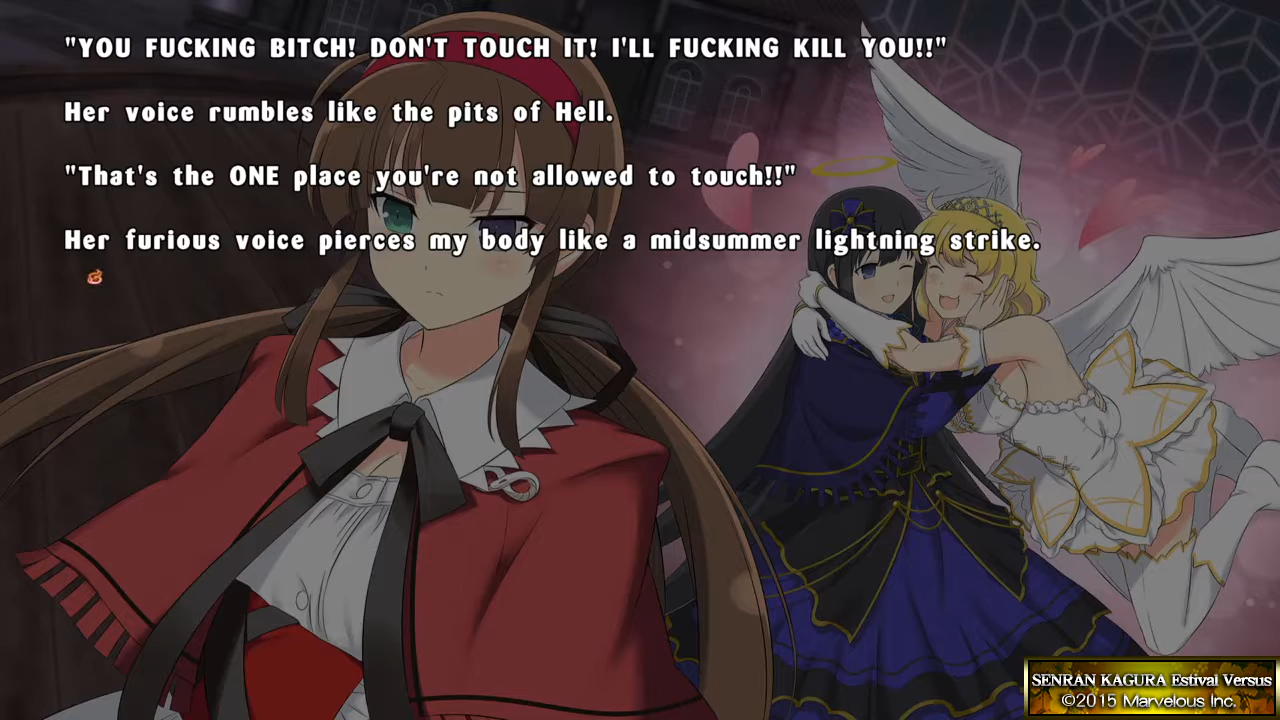 "YOU FUCKING BITCH! DON'T TOUCH IT! I'LL FUCKING KILL YOU!!"
Her voice rumbles like the pits of Hell.
"That's the ONE place you're not allowed to touch!!"
Her furious voice pierces my body like a midsummer lightning strike.
SENRAN KAGURA Estival Versus
©2015 Marvelous Inc.